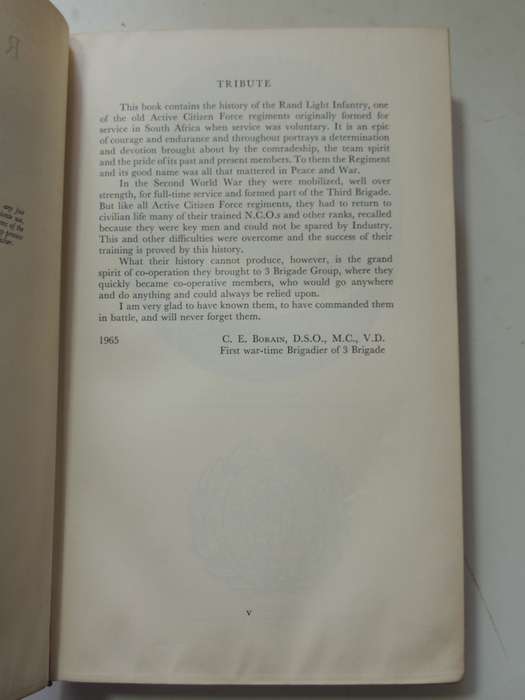 TRIBUTE
This book contains the history of the Rand Light Infantry, one
of the old Active Citizen Force regiments originally formed for
service in South Africa when service was voluntary. It is an epic
of courage and endurance and throughout portrays a determination
and devotion brought about by the comradeship, the team spirit
and the pride of its past and present members. To them the Regiment
and its good name was all that mattered in Peace and War.
In the Second World War they were mobilized, well over
strength, for full-time service and formed part of the Third Brigade.
But like all Active Citizen Force regiments, they had to return to
civilian life many of their trained N.C.O.s and other ranks, recalled
because they were key men and could not be spared by Industry.
This and other difficulties were overcome and the success of their
training is proved by this history.
What their history cannot produce, however, is the grand
spirit of co-operation they brought to 3 Brigade Group, where they
quickly became co-operative members, who would go anywhere
and do anything and could always be relied upon.
I am very glad to have known them, to have commanded them
in battle, and will never forget them.
1965 C. E. Borain, D.S.O., M.C., V.D.
First war-time Brigadier of 3 Brigade
v